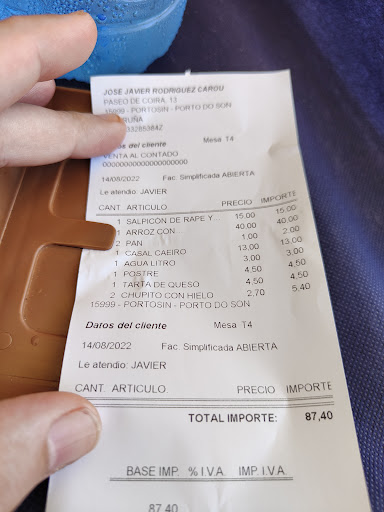 JOSE JAVIER RODRIGUEZ CAROU
PASEO DE COIRA, 13
15999 - PORTOSIN - PORTO DO SON
RUÑA
33286384Z
Datos del cliente Mesa T4
VENTA AL CONTADO
00000000000000000000
14/08/2022 Fac. Simplificada ABIERTA
Le atendio: JAVIER
CANT. ARTICULO PRECIO IMPORTE
1 SALPICÓN DE RAPE Y... 15.00 15.00
1 ARROZ CON... 40.00 40.00
2 PAN 1.00 2.00
1 CASAL CAEIRO 13.00 13.00
1 AGUA LITRO 3.00 3.00
1 POSTRE 4.50 4.50
1 TARTA DE QUESO 4.50 4.50
2 CHUPITO CON HIELO 2,70 5.40
15999 - PORTOSIN - PORTO DO SON
Datos del cliente Mesa T4
14/08/2022 Fac. Simplificada ABIERTA
Le atendio: JAVIER
CANT. ARTICULO PRECIO IMPORTE
TOTAL IMPORTE: 87,40
BASE IMP. % I.V.A. IMP. I.V.A.
87.40